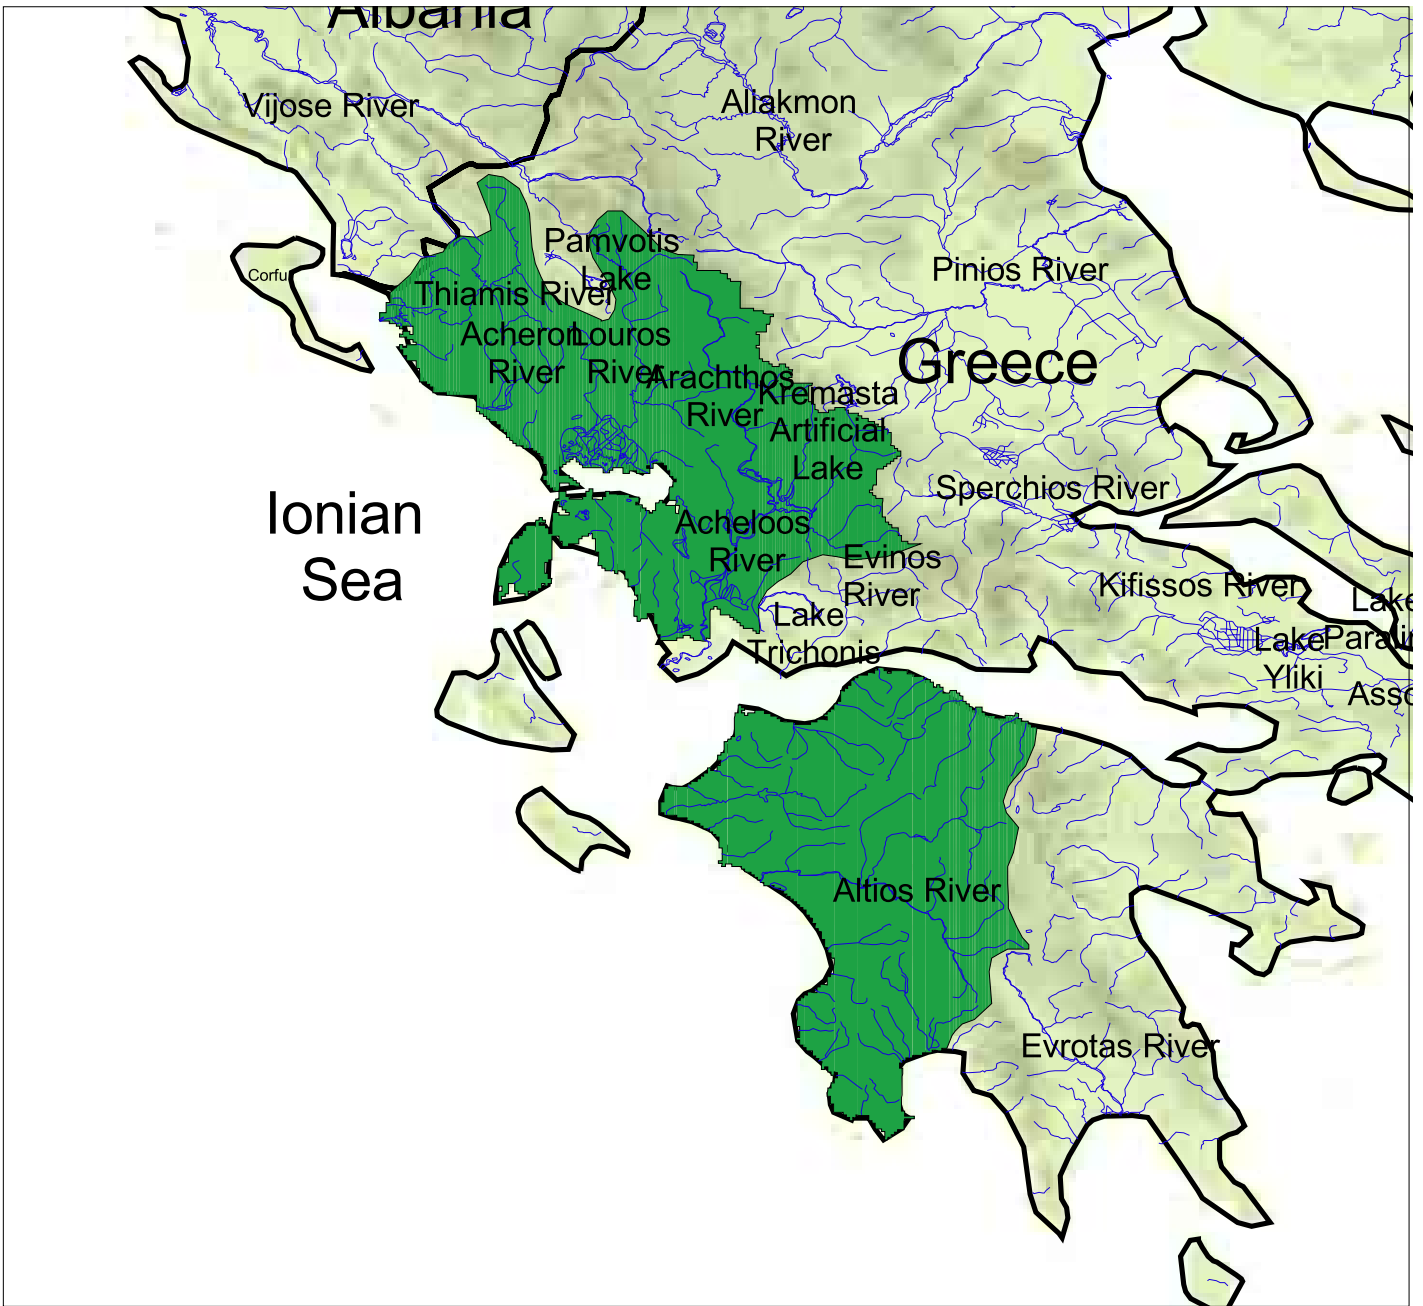 Albania
Vijose River
Aliakmon
River
Pamvotis
Lake
Corfu
Thiamis River
Pinios River
Acheron
River
Louros
River
Arachthos
River
Greece
Kremasta
Artificial
Lake
Sperchios River
Ionian
Sea
Acheloos
River
Evinos
River
Kifissos River
Lake
Lake
Trichonis
Lake
Yliki
Altios River
Evrotas River